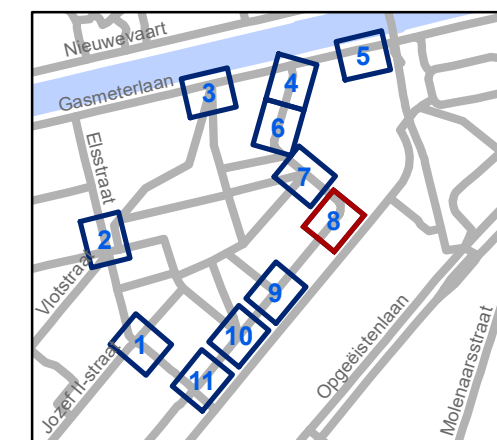 Nieuwevaart
5
Gasmeterlaan
3
4
6
Elsstraat
7
8
2
Vlotstraat
9
10
1
11
Jozef II-straat
Opgeëistenlaan
Molenaarsstraat